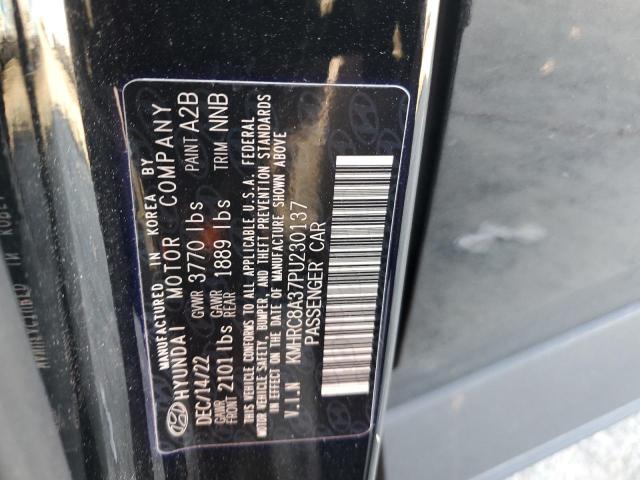 MANUFACTURED IN KOREA BY
HYUNDAI MOTOR COMPANY
DEC/14/22 GVWR 3770 lbs PAINT A2B
GAWR FRONT 2101 lbs GAWR REAR 1889 lbs TRIM NNB
THIS VEHICLE CONFORMS TO ALL APPLICABLE U.S.A. FEDERAL
MOTOR VEHICLE SAFETY, BUMPER, AND THEFT PREVENTION STANDARDS
IN EFFECT ON THE DATE OF MANUFACTURE SHOWN ABOVE
V.I.N KMHRC8A37PU230137
PASSENGER CAR